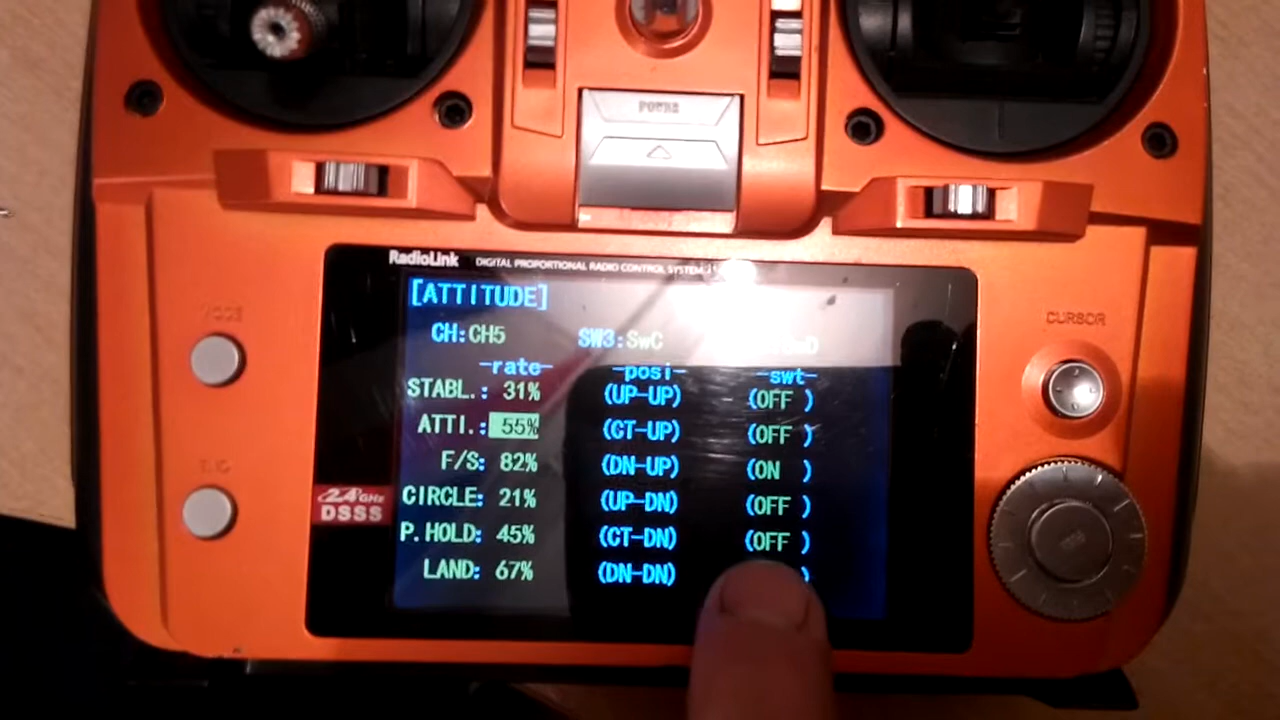 POWER
RadioLink DIGITAL PROPORTIONAL RADIO CONTROL SYSTEM
MODE
CURSOR
[ATTITUDE]
CH:CH5 SW3:SwC
-rate- -posi- -swt-
STABL.: 31% (UP-UP) (OFF )
ATTI.: 55% (CT-UP) (OFF )
F/S: 82% (DN-UP) (ON )
CIRCLE: 21% (UP-DN) (OFF )
P.HOLD: 45% (CT-DN) (OFF )
LAND: 67% (DN-DN) )
2.4GHz
DSSS